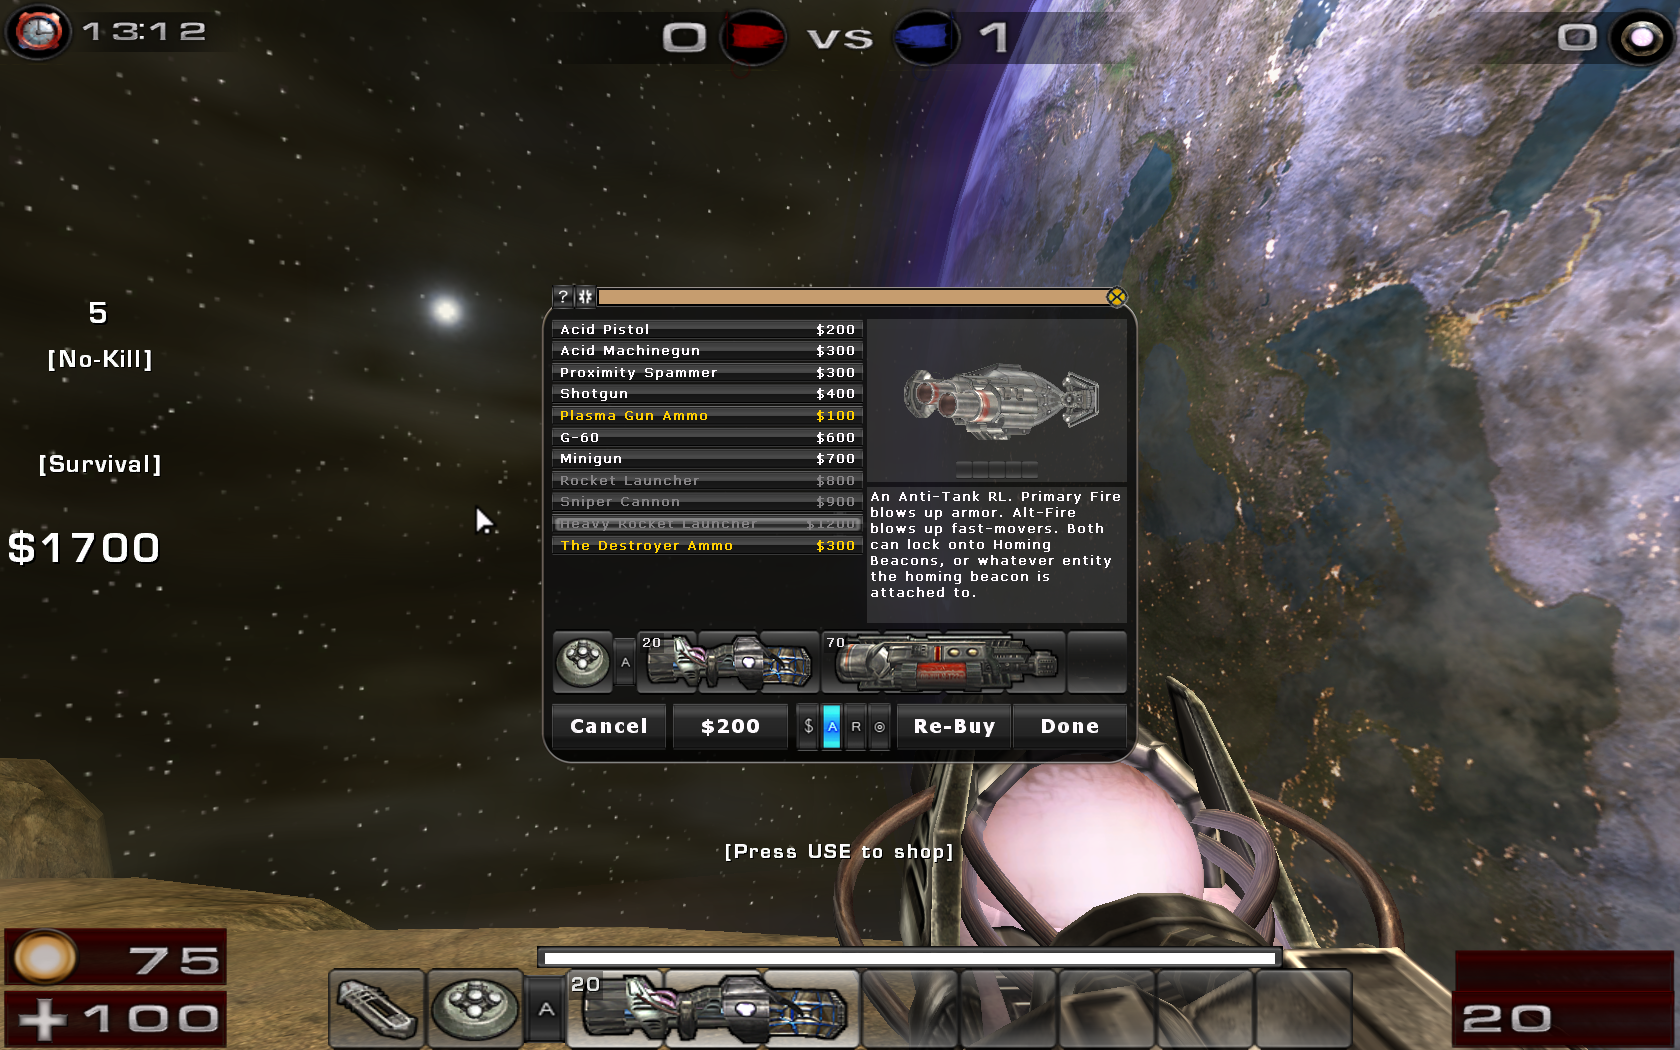 13:12
0 VS 1
0
5
[No-Kill]
[Survival]
$1700
?
Acid Pistol $200
Acid Machinegun $300
Proximity Spammer $300
Shotgun $400
Plasma Gun Ammo $100
G-60 $600
Minigun $700
Rocket Launcher $800
Sniper Cannon $900
Heavy Rocket Launcher $1200
The Destroyer Ammo $300
An Anti-Tank RL. Primary Fire
blows up armor. Alt-Fire
blows up fast-movers. Both
can lock onto Homing
Beacons, or whatever entity
the homing beacon is
attached to.
A 20 70
Cancel $200 $ A R Re-Buy Done
[Press USE to shop]
75
+100
A 20
20